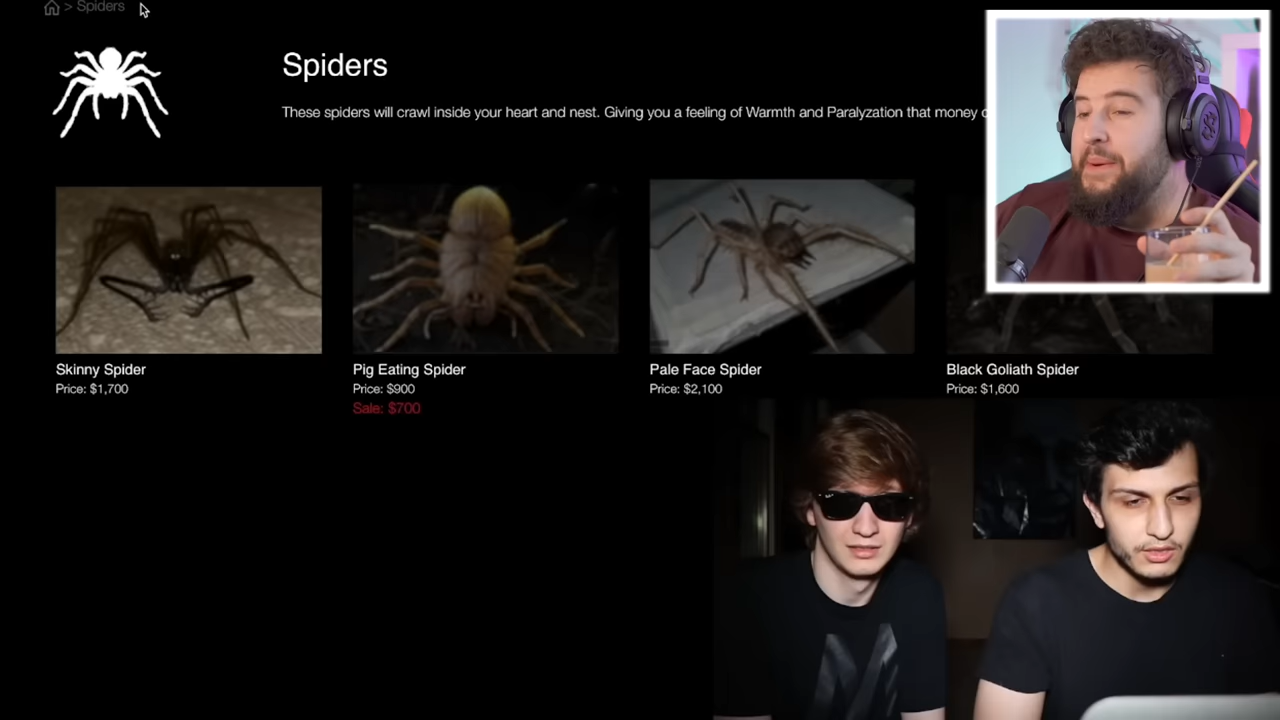 > Spiders
Spiders
These spiders will crawl inside your heart and nest. Giving you a feeling of Warmth and Paralyzation that money
Skinny Spider
Price: $1,700
Pig Eating Spider
Price: $900
Sale: $700
Pale Face Spider
Price: $2,100
Black Goliath Spider
Price: $1,600